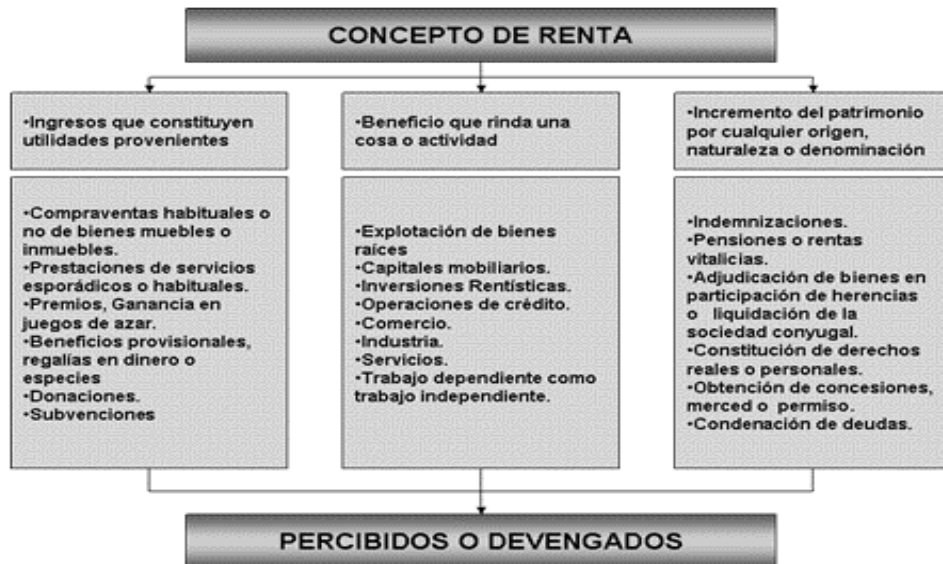 CONCEPTO DE RENTA
•Ingresos que constituyen
utilidades provenientes
•Compraventas habituales o
no de bienes muebles o
inmuebles.
•Prestaciones de servicios
esporádicos o habituales.
•Premios, Ganancia en
juegos de azar.
•Beneficios provisionales,
regalías en dinero o
especies
•Donaciones.
•Subvenciones
•Beneficio que rinda una
cosa o actividad
•Explotación de bienes
raíces
•Capitales mobiliarios.
•Inversiones Rentísticas.
•Operaciones de crédito.
•Comercio.
•Industria.
•Servicios.
•Trabajo dependiente como
trabajo independiente.
•Incremento del patrimonio
por cualquier origen,
naturaleza o denominación
•Indemnizaciones.
•Pensiones o rentas
vitalicias.
•Adjudicación de bienes en
participación de herencias
o liquidación de la
sociedad conyugal.
•Constitución de derechos
reales o personales.
•Obtención de concesiones,
merced o permiso.
•Condenación de deudas.
PERCIBIDOS O DEVENGADOS